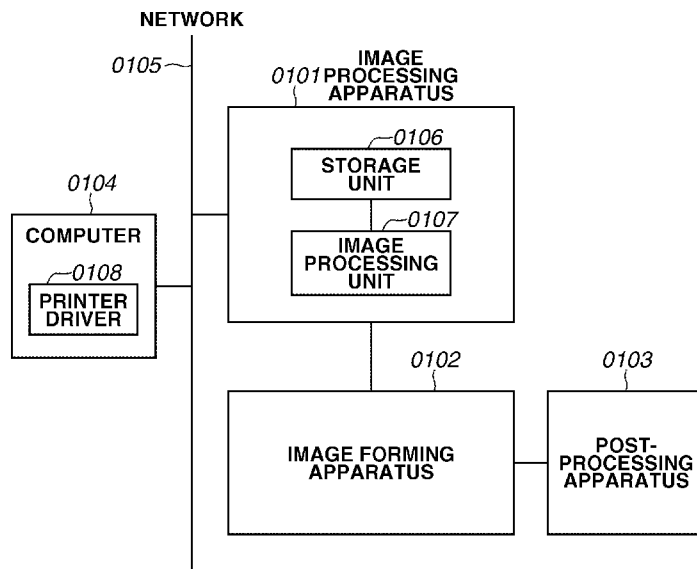 NETWORK
0105
0101
IMAGE
PROCESSING
APPARATUS
0106
STORAGE
UNIT
0107
IMAGE
PROCESSING
UNIT
0104
COMPUTER
0108
PRINTER
DRIVER
0102
IMAGE FORMING
APPARATUS
0103
POST-
PROCESSING
APPARATUS